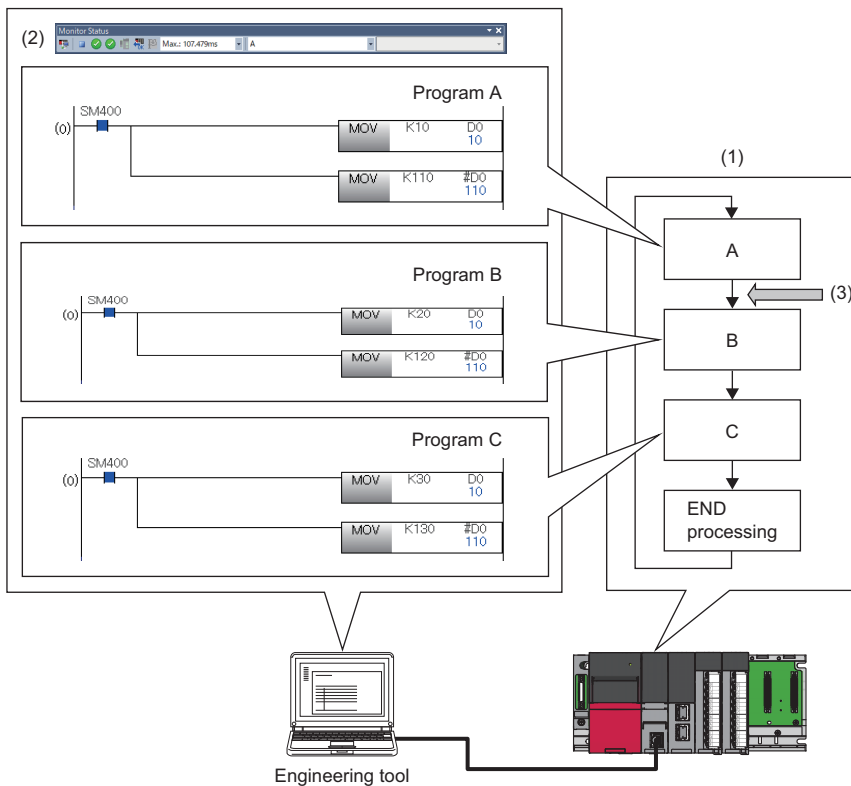 (2)
Monitor Status
Max.: 107.479ms
A
Program A
SM400
(0)
MOV K10 D0
10
MOV K110 #D0
110
Program B
SM400
(0)
MOV K20 D0
10
MOV K120 #D0
110
Program C
SM400
(0)
MOV K30 D0
10
MOV K130 #D0
110
(1)
A
(3)
B
C
END
processing
Engineering tool